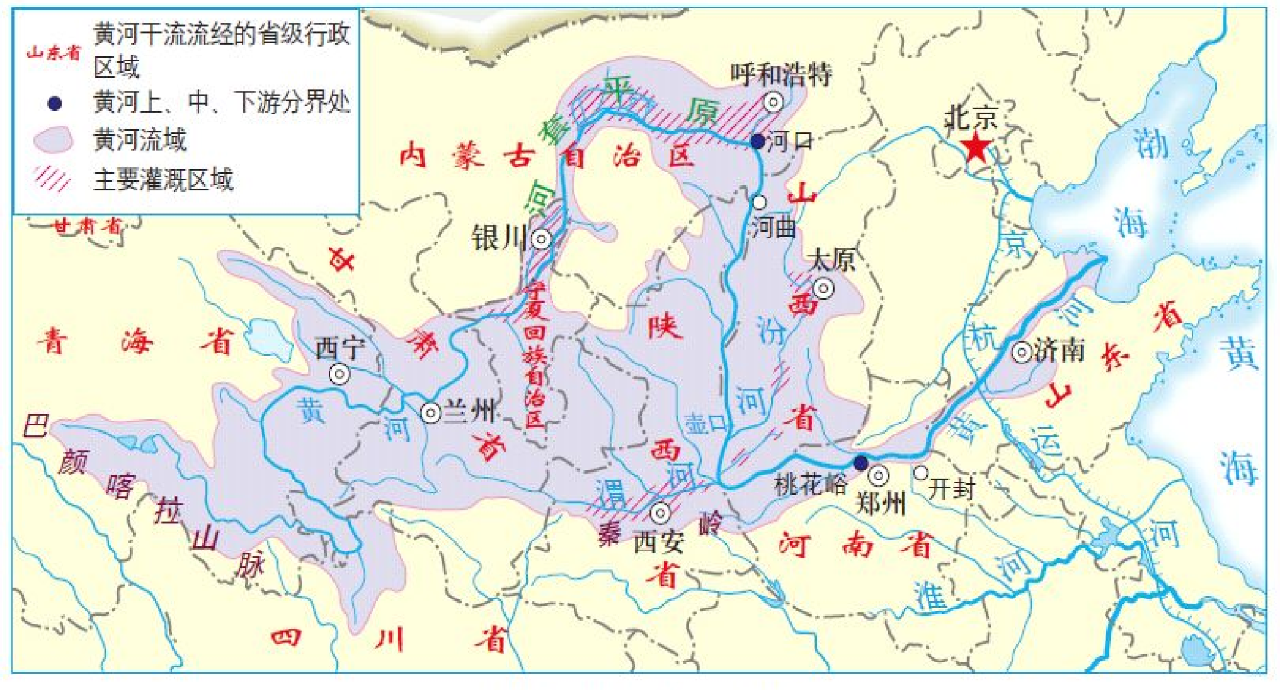 山东省 黄河干流流经的省级行政
区域
黄河上、中、下游分界处
黄河流域
主要灌溉区域
甘肃省
内蒙古自治区
河套平原
呼和浩特
河口
北京
渤海
银川
河曲
山西省
太原
甘肃省
宁夏回族自治区
青海省
西宁
兰州
黄河
陕西省
汾河
壶口
京杭运河
黄河
济南
山东省
黄海
巴颜喀拉山脉
渭河
西安
秦岭
桃花峪
郑州
开封
河南省
淮河
四川省